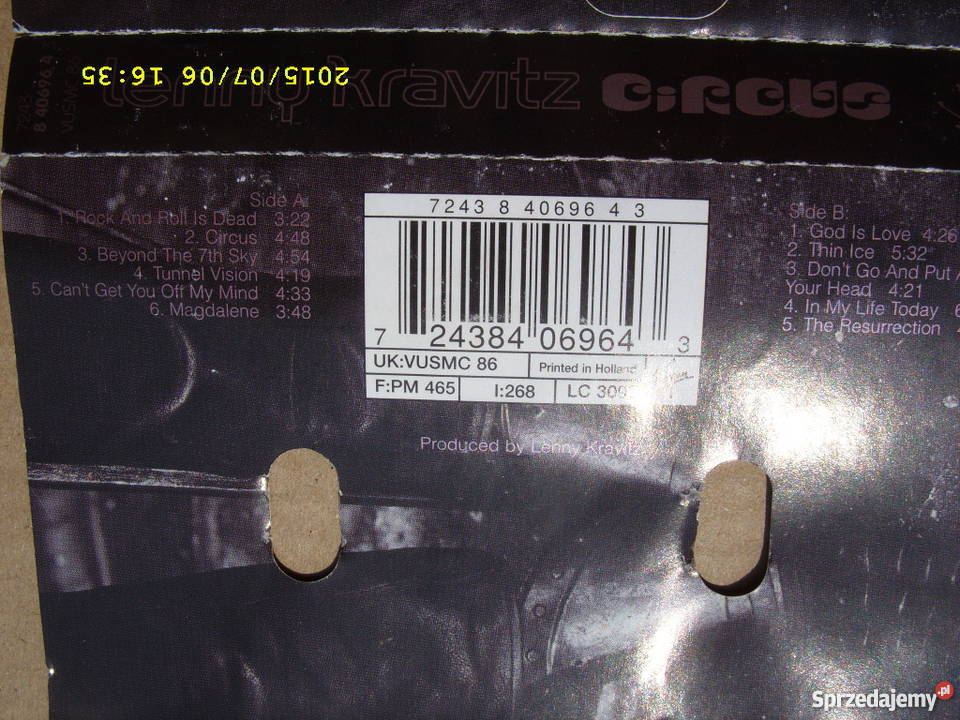 2015/07/06 16:35
7243
8 40696 4
lenny kravitz CIRCUS
Side A:
1. Rock And Roll Is Dead 3:22
2. Circus 4:48
3. Beyond The 7th Sky 4:54
4. Tunnel Vision 4:19
5. Can't Get You Off My Mind 4:33
6. Magdalene 3:48
7243 8 40696 4 3
7 24384 06964 3
UK:VUSMC 86
Printed in Holland
F:PM 465
I:268
LC
Produced by Lenny Kravitz
Side B:
1. God Is Love 4:26
2. Thin Ice 5:32
3. Don't Go And Put
Your Head 4:21
4. In My Life Today
5. The Resurrection
Sprzedajemy.pl